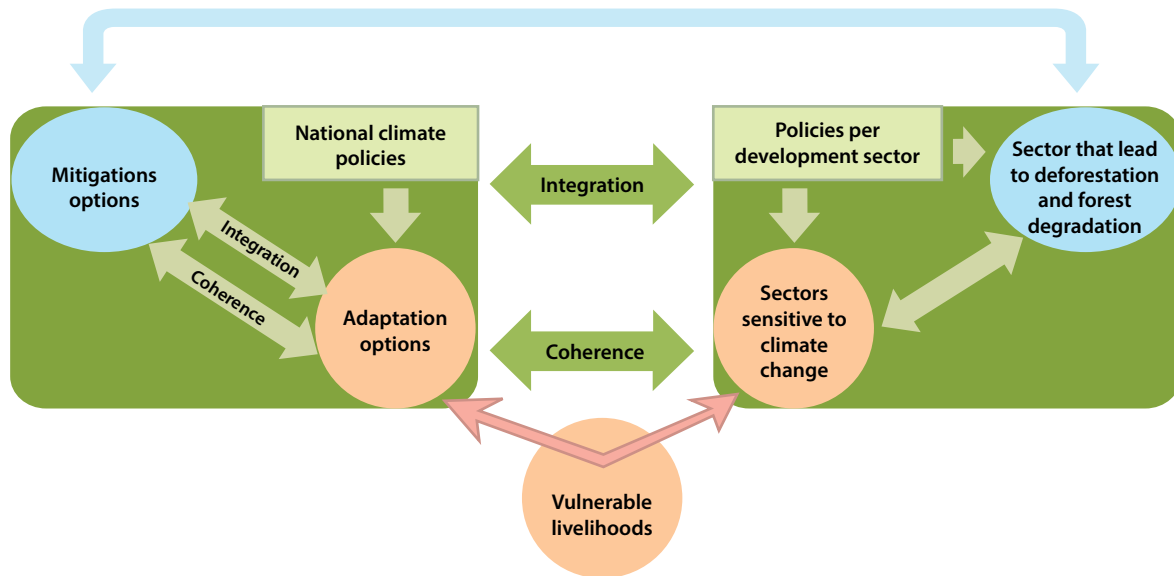 National climate
policies
Mitigations
options
Integration
Coherence
Adaptation
options
Integration
Coherence
Policies per
development sector
Sector that lead
to deforestation
and forest
degradation
Sectors
sensitive to
climate
change
Vulnerable
livelihoods